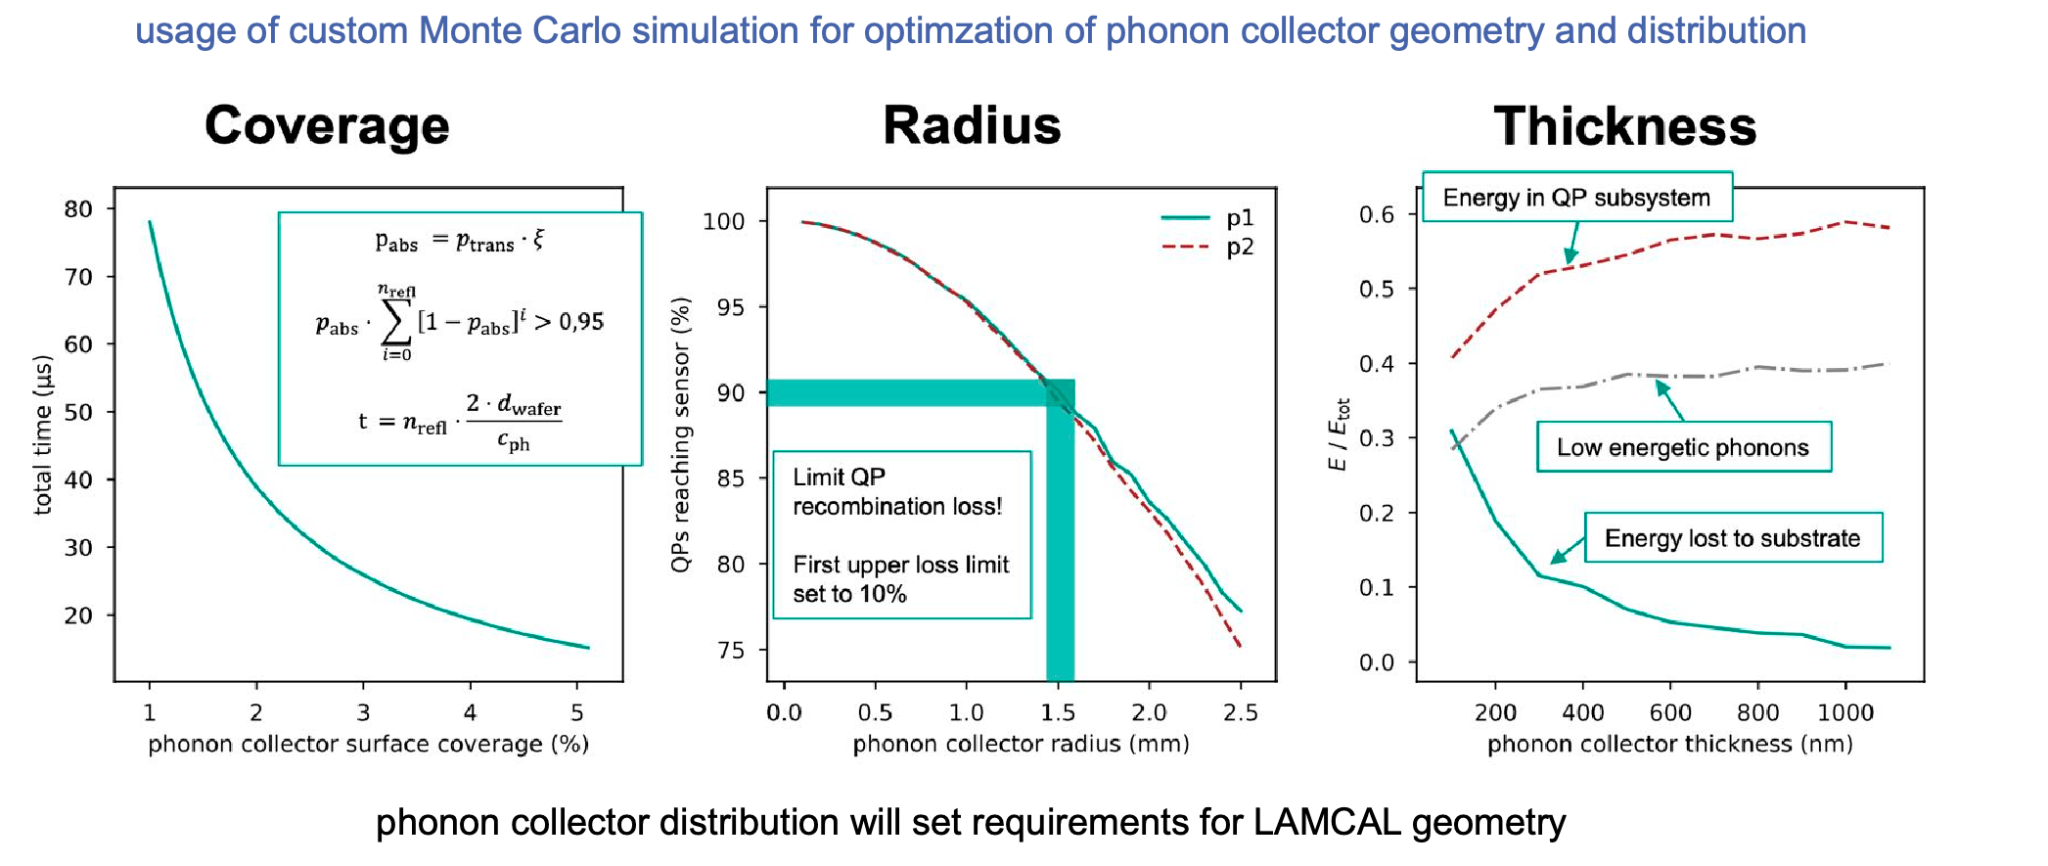 usage of custom Monte Carlo simulation for optimzation of phonon collector geometry and distribution
Coverage
80
70
60
50
40
30
20
total time (µs)
p_abs = p_trans · ξ
p_abs · ∑_{i=0}^{n_refl} [1 − p_abs]^i > 0,95
t = n_refl · (2 · d_wafer) / c_ph
1 2 3 4 5
phonon collector surface coverage (%)
Radius
100
95
90
85
80
75
QPs reaching sensor (%)
p1
p2
Limit QP
recombination loss!
First upper loss limit
set to 10%
0.0 0.5 1.0 1.5 2.0 2.5
phonon collector radius (mm)
Thickness
Energy in QP subsystem
0.6
0.5
0.4
0.3
0.2
0.1
0.0
E / E_tot
Low energetic phonons
Energy lost to substrate
200 400 600 800 1000
phonon collector thickness (nm)
phonon collector distribution will set requirements for LAMCAL geometry